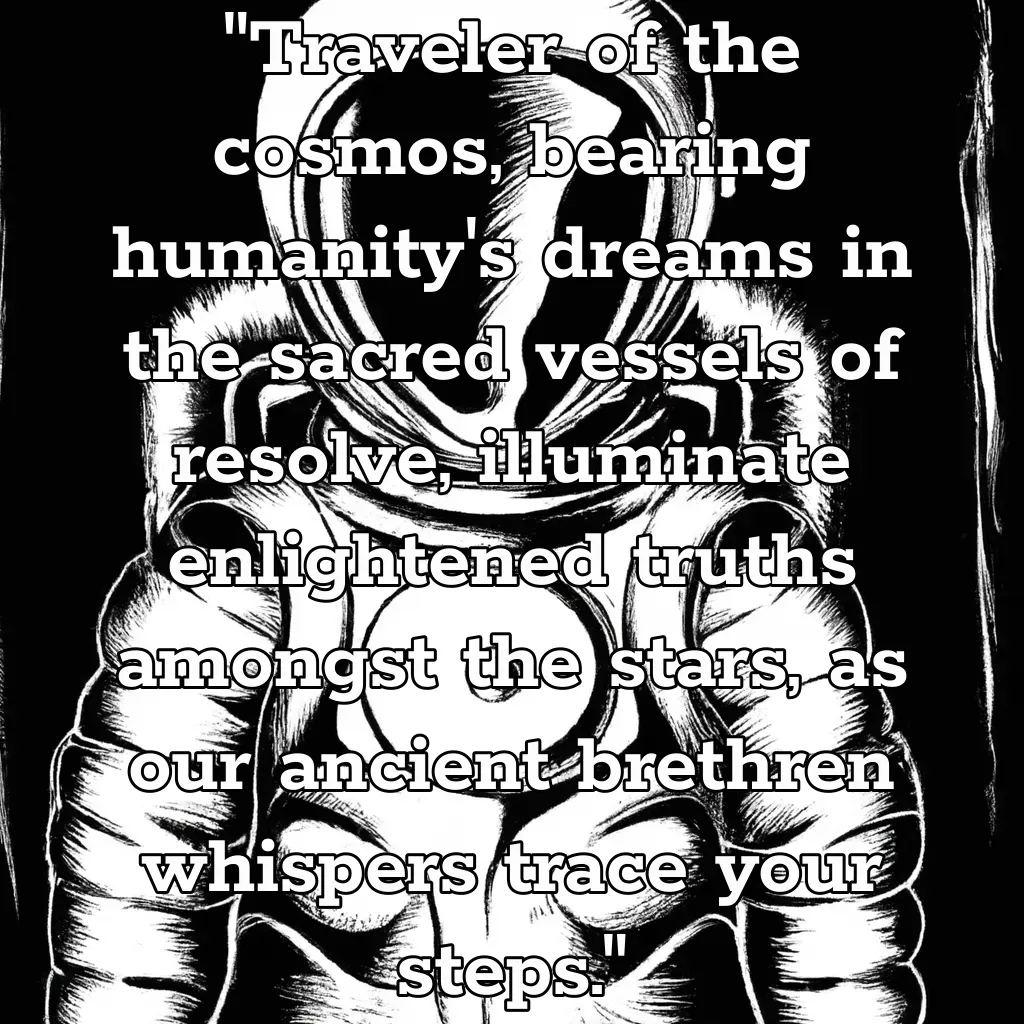 "Traveler of the
cosmos, bearing
humanity's dreams in
the sacred vessels of
resolve, illuminate
enlightened truths
amongst the stars, as
our ancient brethren
whispers trace your
steps."